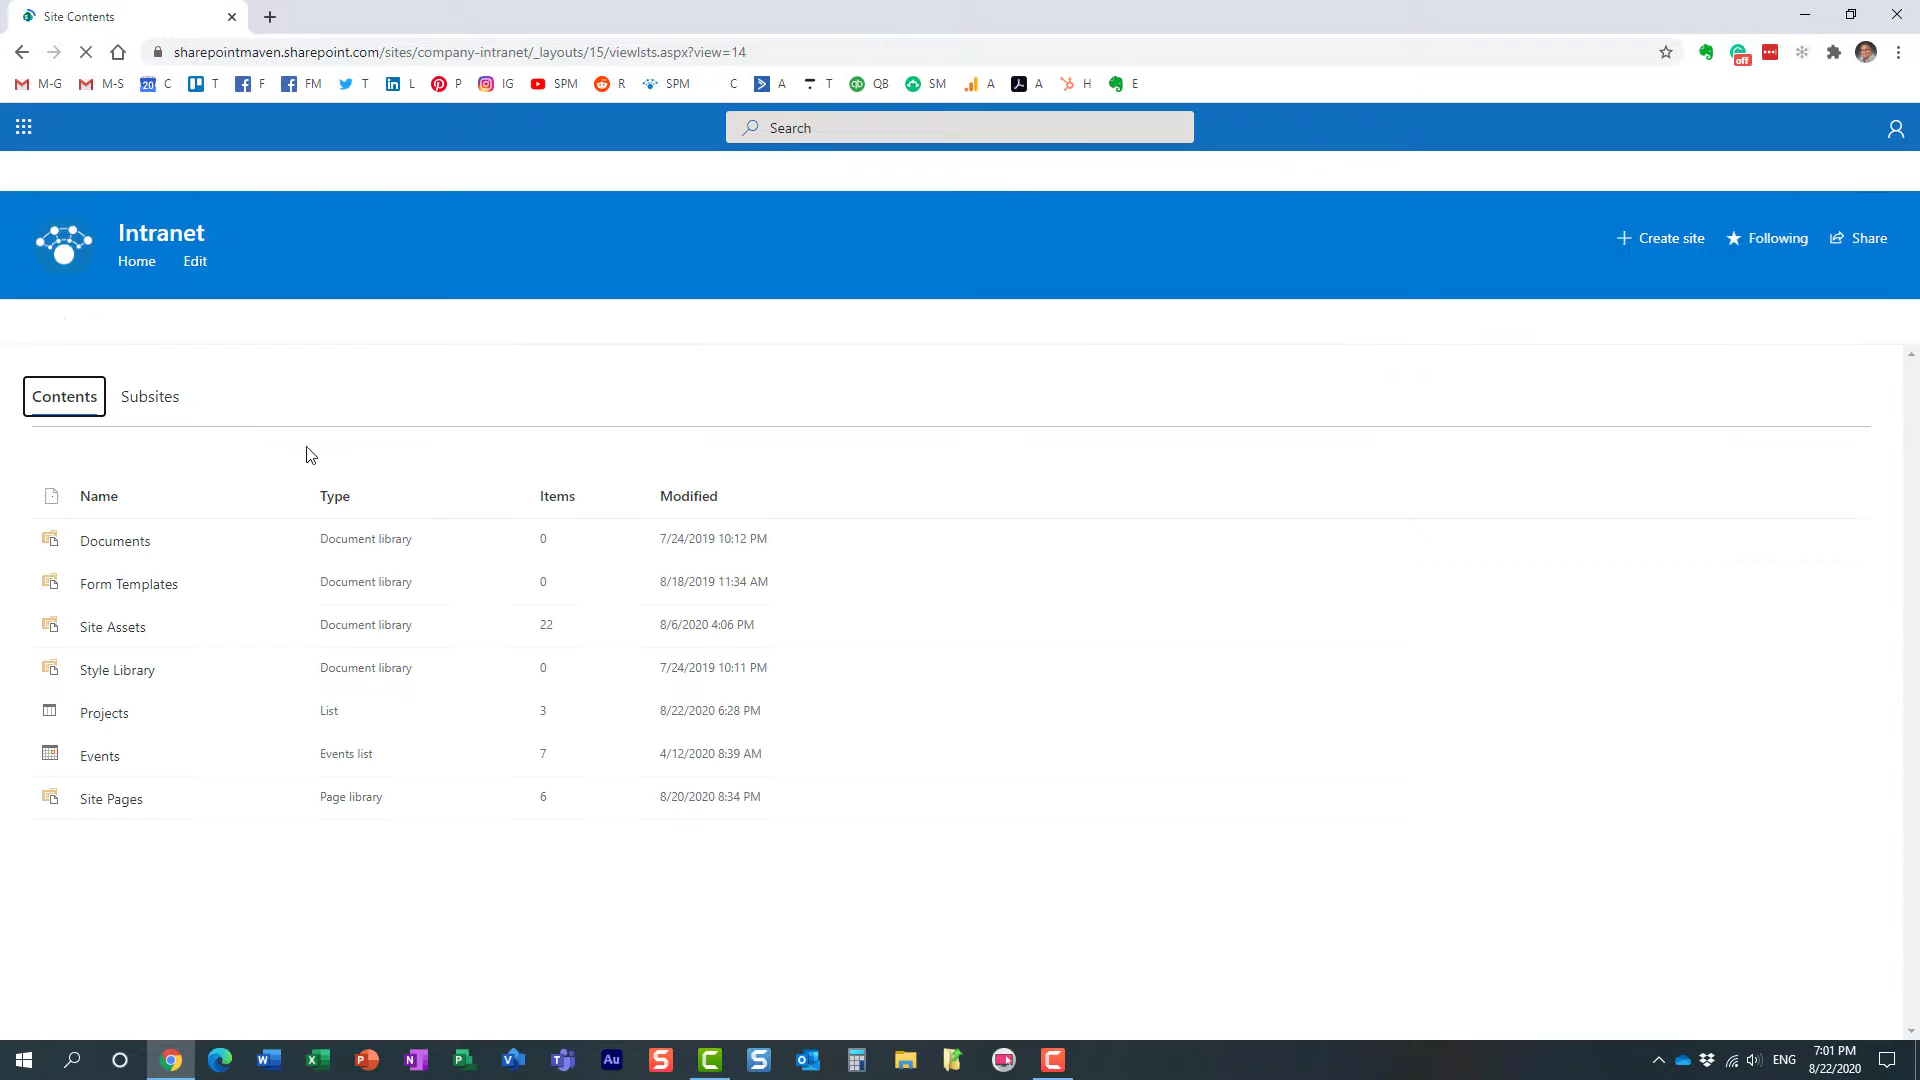 Site Contents
sharepointmaven.sharepoint.com/sites/company-intranet/_layouts/15/viewlsts.aspx?view=14
off
M-G M-S 20 C T F FM T L P IG SPM R SPM C A T QB SM A A H E
Search
Intranet
Home Edit
Create site Following Share
Contents Subsites
Name Type Items Modified
Documents Document library 0 7/24/2019 10:12 PM
Form Templates Document library 0 8/18/2019 11:34 AM
Site Assets Document library 22 8/6/2020 4:06 PM
Style Library Document library 0 7/24/2019 10:11 PM
Projects List 3 8/22/2020 6:28 PM
Events Events list 7 4/12/2020 8:39 AM
Site Pages Page library 6 8/20/2020 8:34 PM
Au
ENG
7:01 PM
8/22/2020